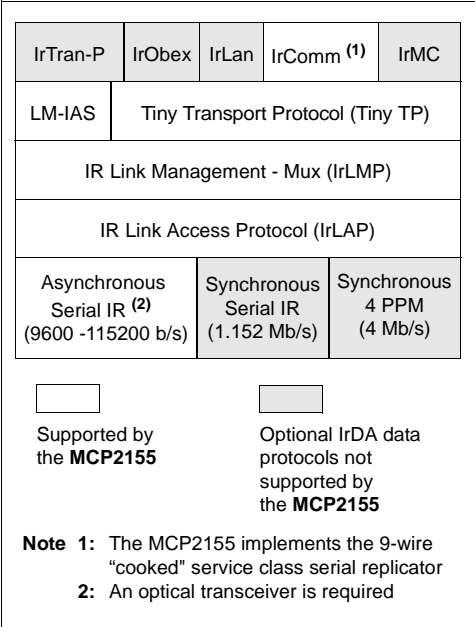 IrTran-P IrObex IrLan IrComm (1) IrMC
LM-IAS Tiny Transport Protocol (Tiny TP)
IR Link Management - Mux (IrLMP)
IR Link Access Protocol (IrLAP)
Asynchronous
Serial IR (2)
(9600 -115200 b/s)
Synchronous
Serial IR
(1.152 Mb/s)
Synchronous
4 PPM
(4 Mb/s)
Supported by
the MCP2155
Optional IrDA data
protocols not
supported by
the MCP2155
Note 1: The MCP2155 implements the 9-wire
“cooked" service class serial replicator
2: An optical transceiver is required